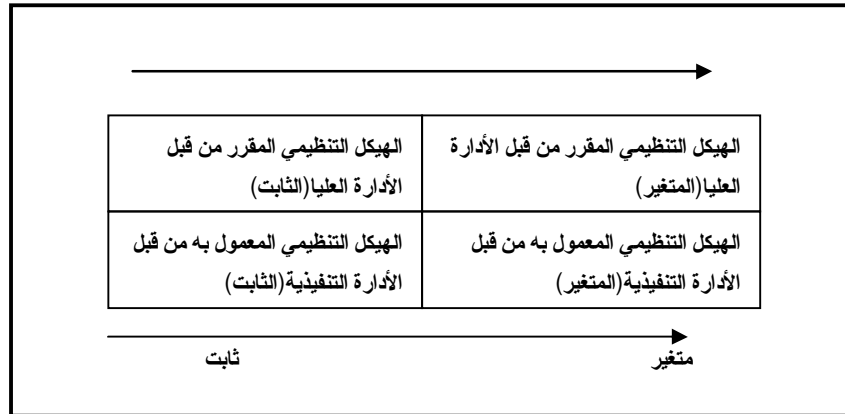 الهيكل التنظيمي المقرر من قبل الأدارة
العليا(المتغير)
الهيكل التنظيمي المقرر من قبل
الأدارة العليا(الثابت)
الهيكل التنظيمي المعمول به من قبل
الأدارة التنفيذية(المتغير)
الهيكل التنظيمي المعمول به من قبل
الأدارة التنفيذية(الثابت)
متغير
ثابت